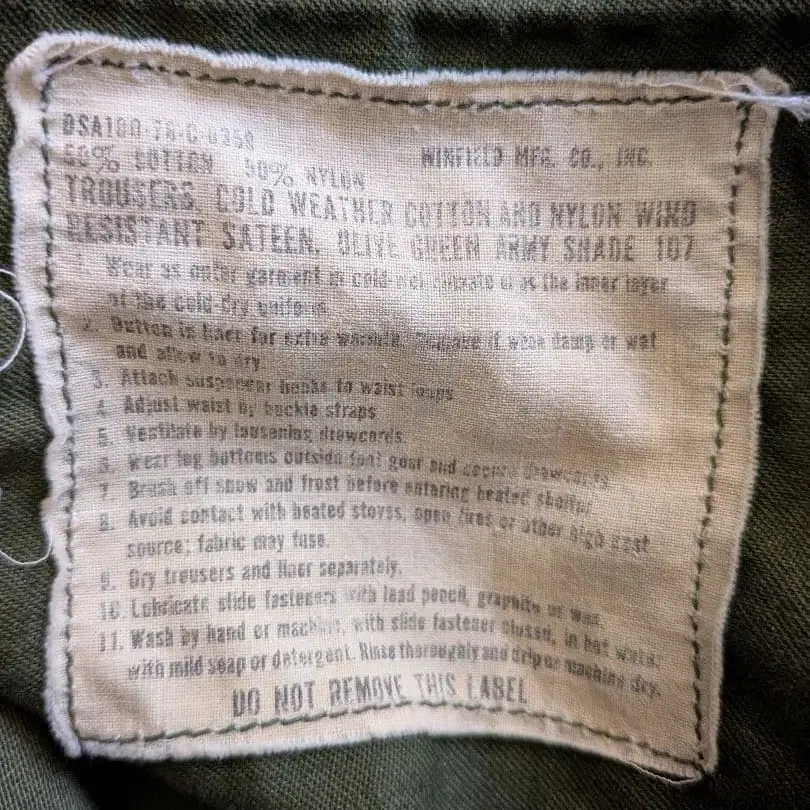 WINFIELD MFG. CO., INC.
50% COTTON 50% NYLON
TROUSERS, COLD WEATHER COTTON AND NYLON WIND
RESISTANT SATEEN, OLIVE GREEN ARMY SHADE 107
1. Wear as outer garment in cold-wet climate or as the inner layer
of the cold-dry uniform.
2. Button in liner for extra warmth. Remove if when damp or wet
and allow to dry.
3. Attach suspender hooks to waist loops
4. Adjust waist by buckle straps
5. Ventilate by loosening drawcords.
6. Wear leg bottoms outside foot gear and secure drawcords
7. Brush off snow and frost before entering heated shelter
8. Avoid contact with heated stoves, open fires or other high heat
source; fabric may fuse.
9. Dry trousers and liner separately.
10. Lubricate slide fasteners with lead pencil, graphite or wax.
11. Wash by hand or machine, with slide fastener closed, in hot water
with mild soap or detergent. Rinse thoroughly and drip or machine dry.
DO NOT REMOVE THIS LABEL